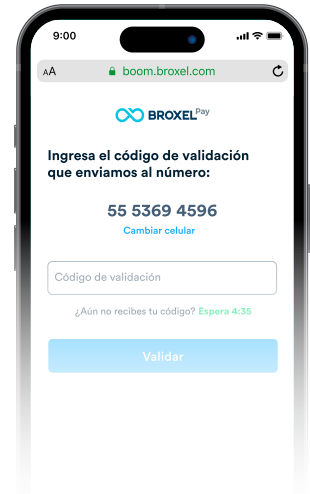 9:00
AA
boom.broxel.com
BROXEL Pay
Ingresa el código de validación
que enviamos al número:
55 5369 4596
Cambiar celular
Código de validación
¿Aún no recibes tu código? Espera 4:35
Validar